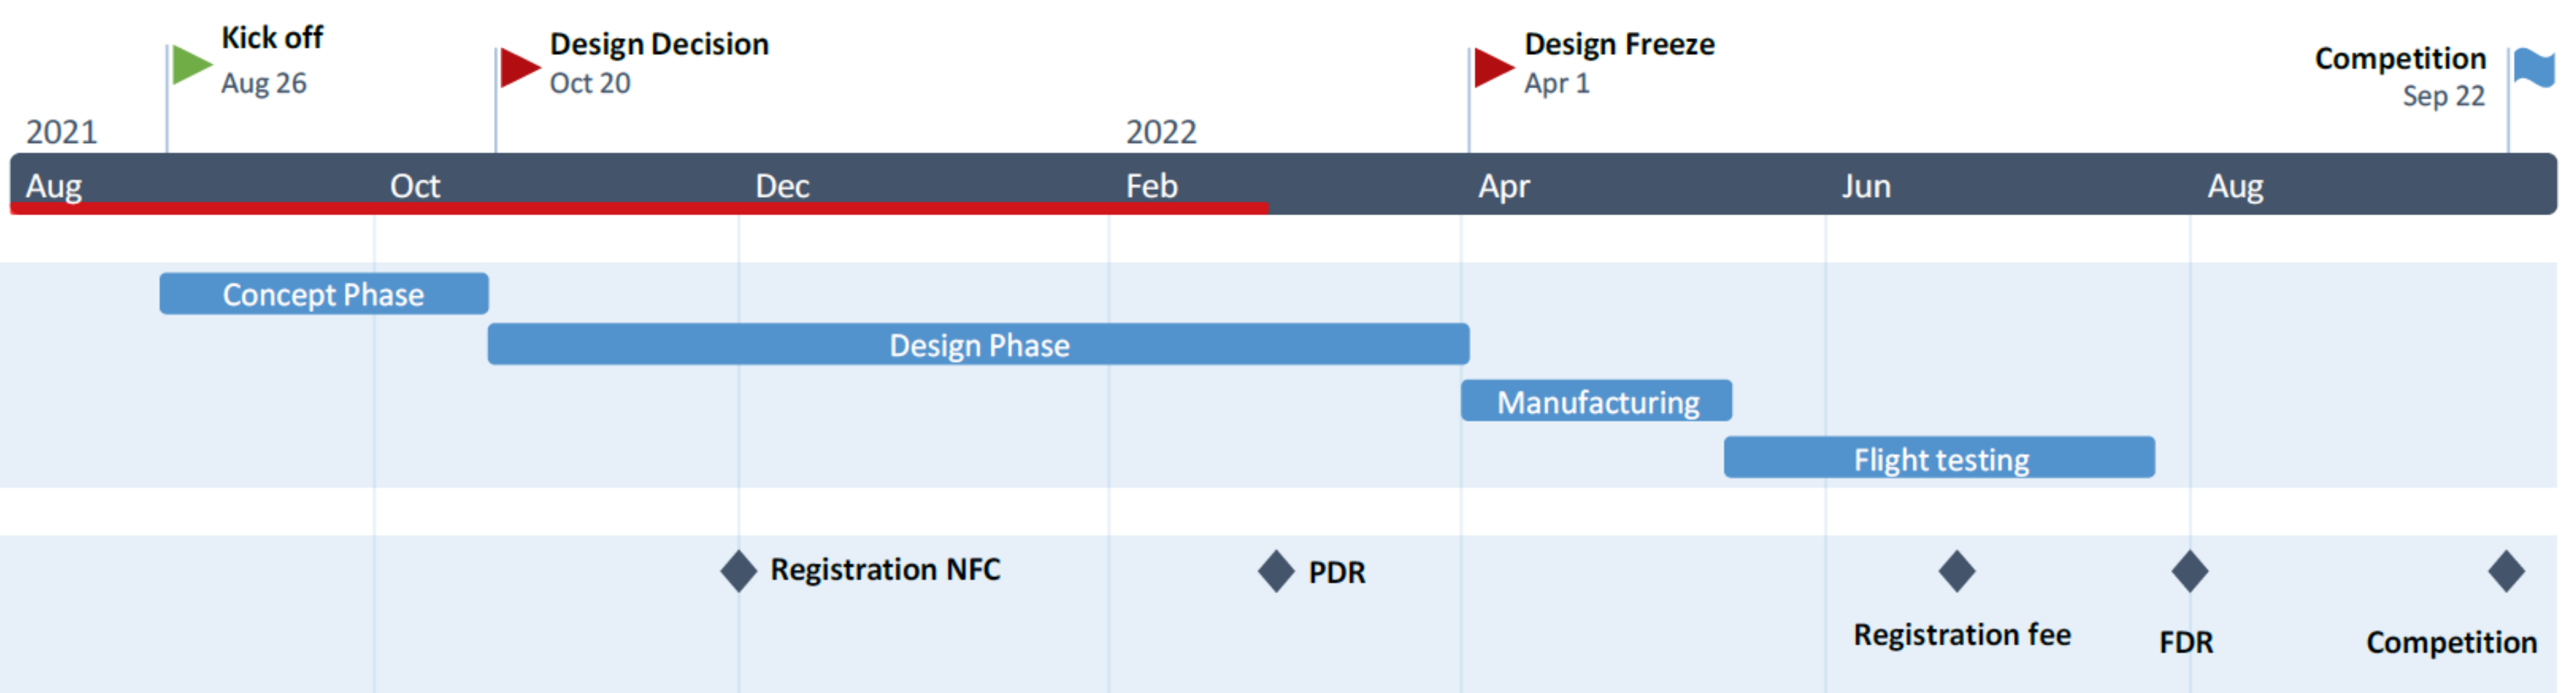 Kick off
Aug 26
Design Decision
Oct 20
Design Freeze
Apr 1
Competition
Sep 22
2021
2022
Aug Oct Dec Feb Apr Jun Aug
Concept Phase
Design Phase
Manufacturing
Flight testing
Registration NFC
PDR
Registration fee
FDR
Competition